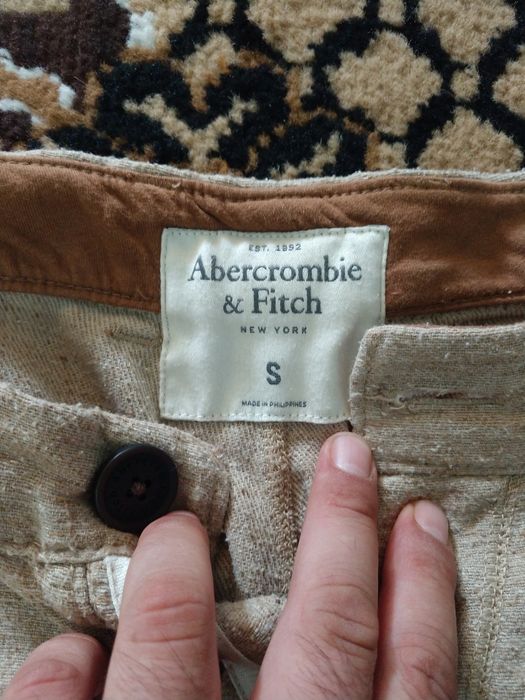 EST. 1892
Abercrombie
& Fitch
NEW YORK
S
MADE IN PHILIPPINES